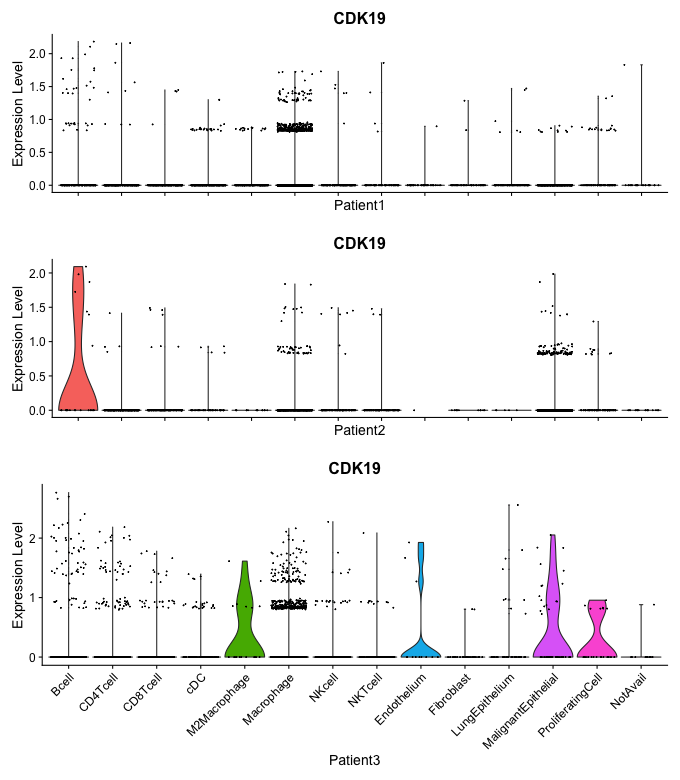 CDK19
Expression Level
2.0
1.5
1.0
0.5
0.0
Patient1
CDK19
Expression Level
2.0
1.5
1.0
0.5
0.0
Patient2
CDK19
Expression Level
2
1
0
Bcell
CD4Tcell
CD8Tcell
cDC
M2Macrophage
Macrophage
NKcell
NKTcell
Endothelium
Fibroblast
LungEpithelium
MalignantEpithelial
ProliferatingCell
NotAvail
Patient3